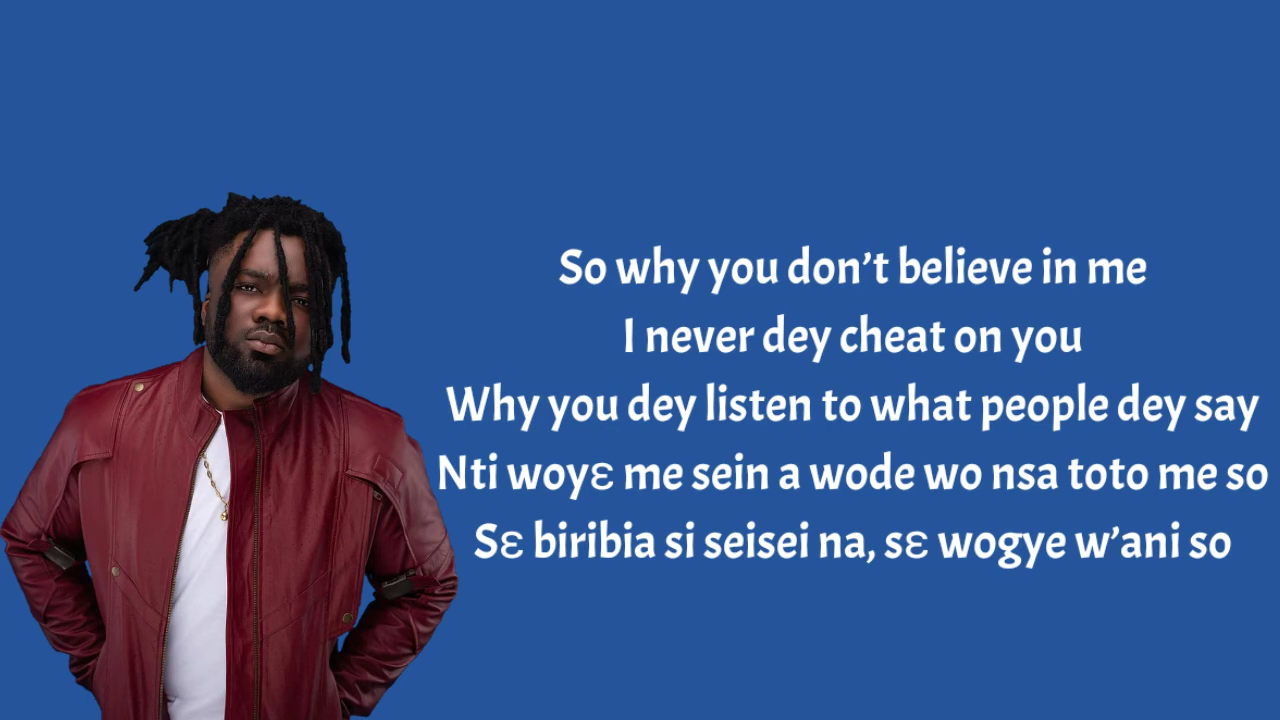 So why you don’t believe in me
I never dey cheat on you
Why you dey listen to what people dey say
Nti woyɛ me sein a wode wo nsa toto me so
Sɛ biribia si seisei na, sɛ wogye w’ani so